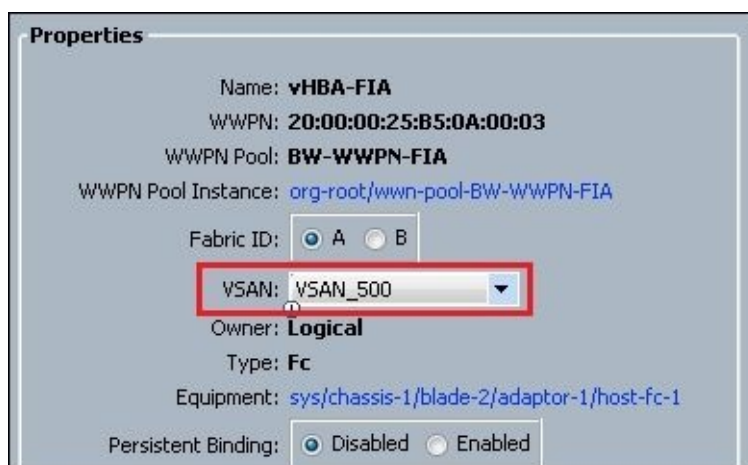 Properties
Name: vHBA-FIA
WWPN: 20:00:00:25:B5:0A:00:03
WWPN Pool: BW-WWPN-FIA
WWPN Pool Instance: org-root/wwn-pool-BW-WWPN-FIA
Fabric ID: A B
VSAN: VSAN_500
Owner: Logical
Type: Fc
Equipment: sys/chassis-1/blade-2/adaptor-1/host-fc-1
Persistent Binding: Disabled Enabled